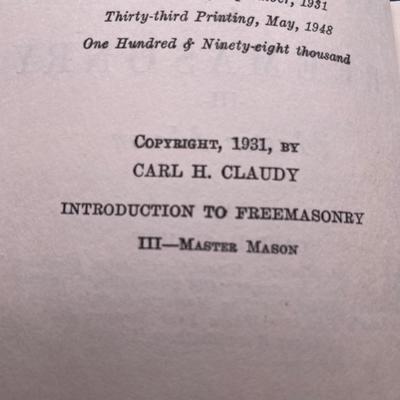 1931
Thirty-third Printing, May, 1948
One Hundred & Ninety-eight thousand
COPYRIGHT, 1931, BY
CARL H. CLAUDY
INTRODUCTION TO FREEMASONRY
III—MASTER MASON